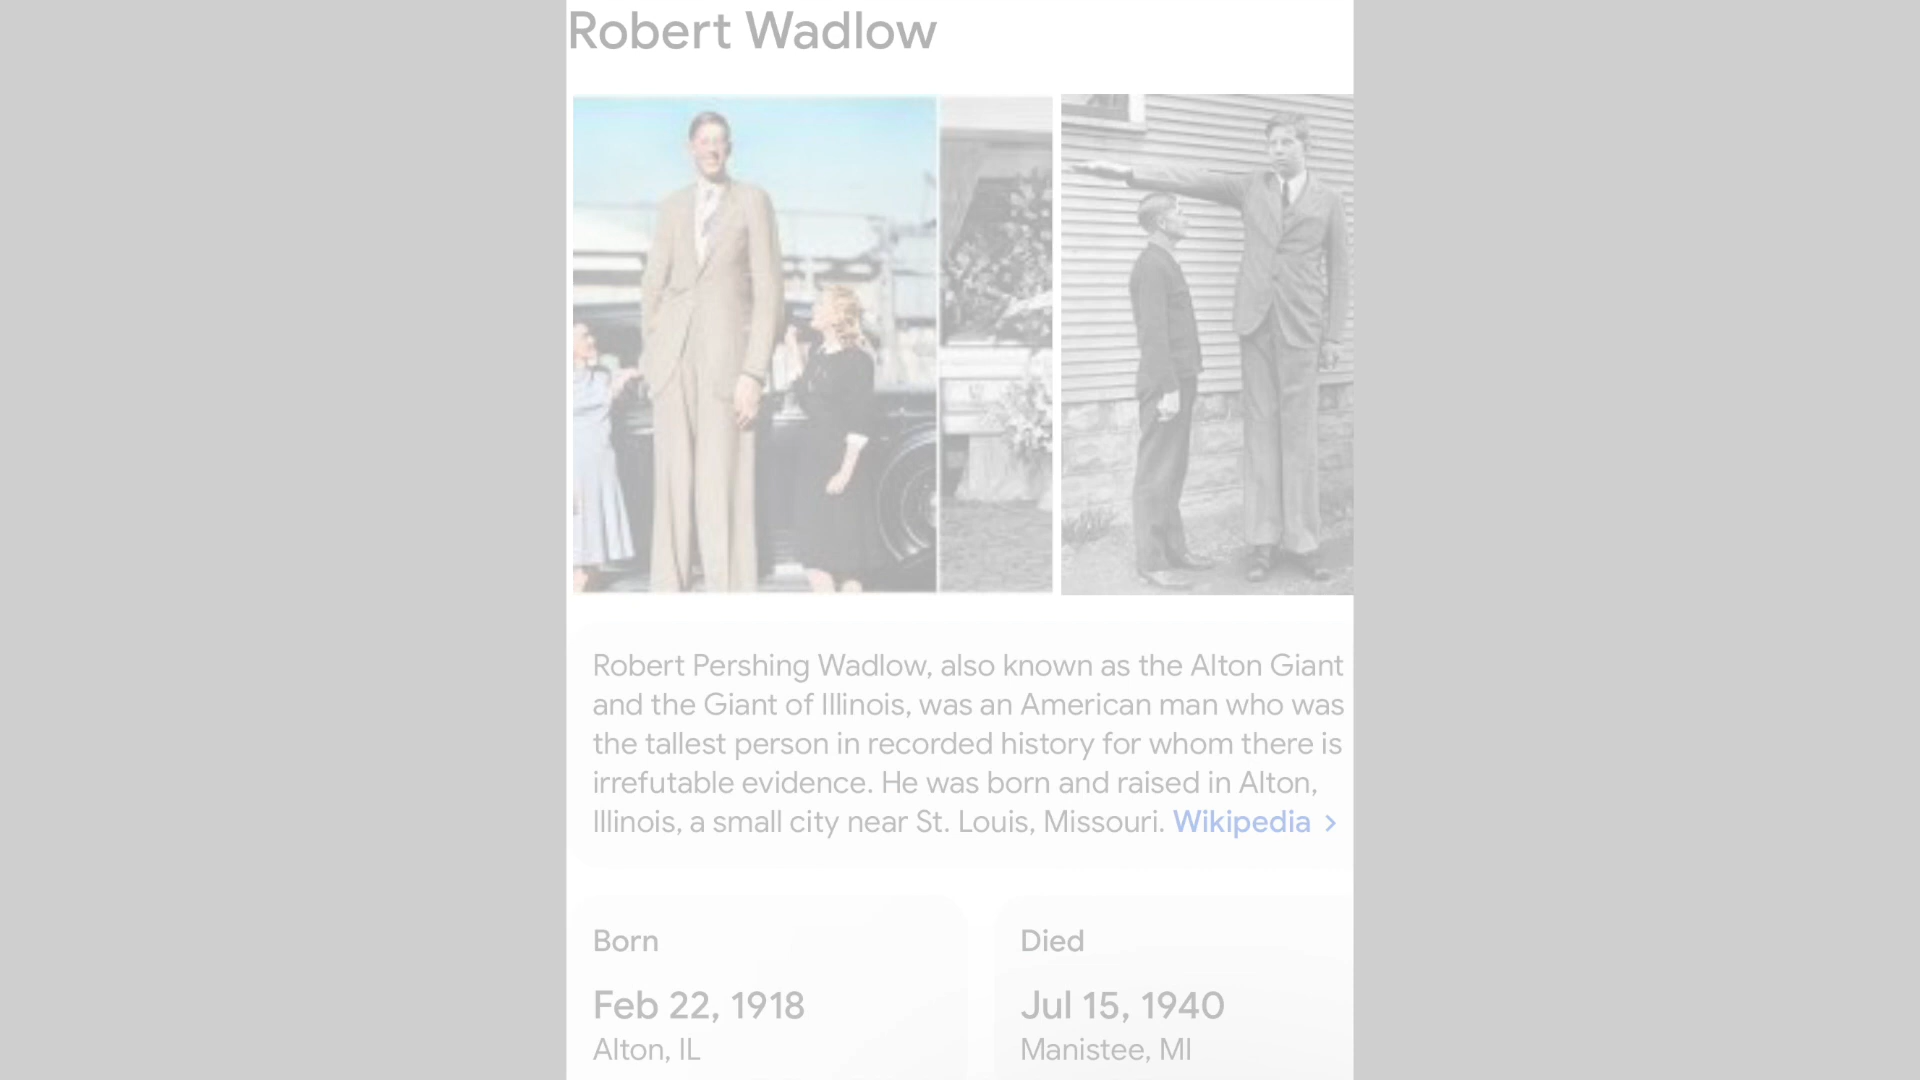 Robert Wadlow
Robert Pershing Wadlow, also known as the Alton Giant
and the Giant of Illinois, was an American man who was
the tallest person in recorded history for whom there is
irrefutable evidence. He was born and raised in Alton,
Illinois, a small city near St. Louis, Missouri. Wikipedia >
Born
Feb 22, 1918
Alton, IL
Died
Jul 15, 1940
Manistee, MI